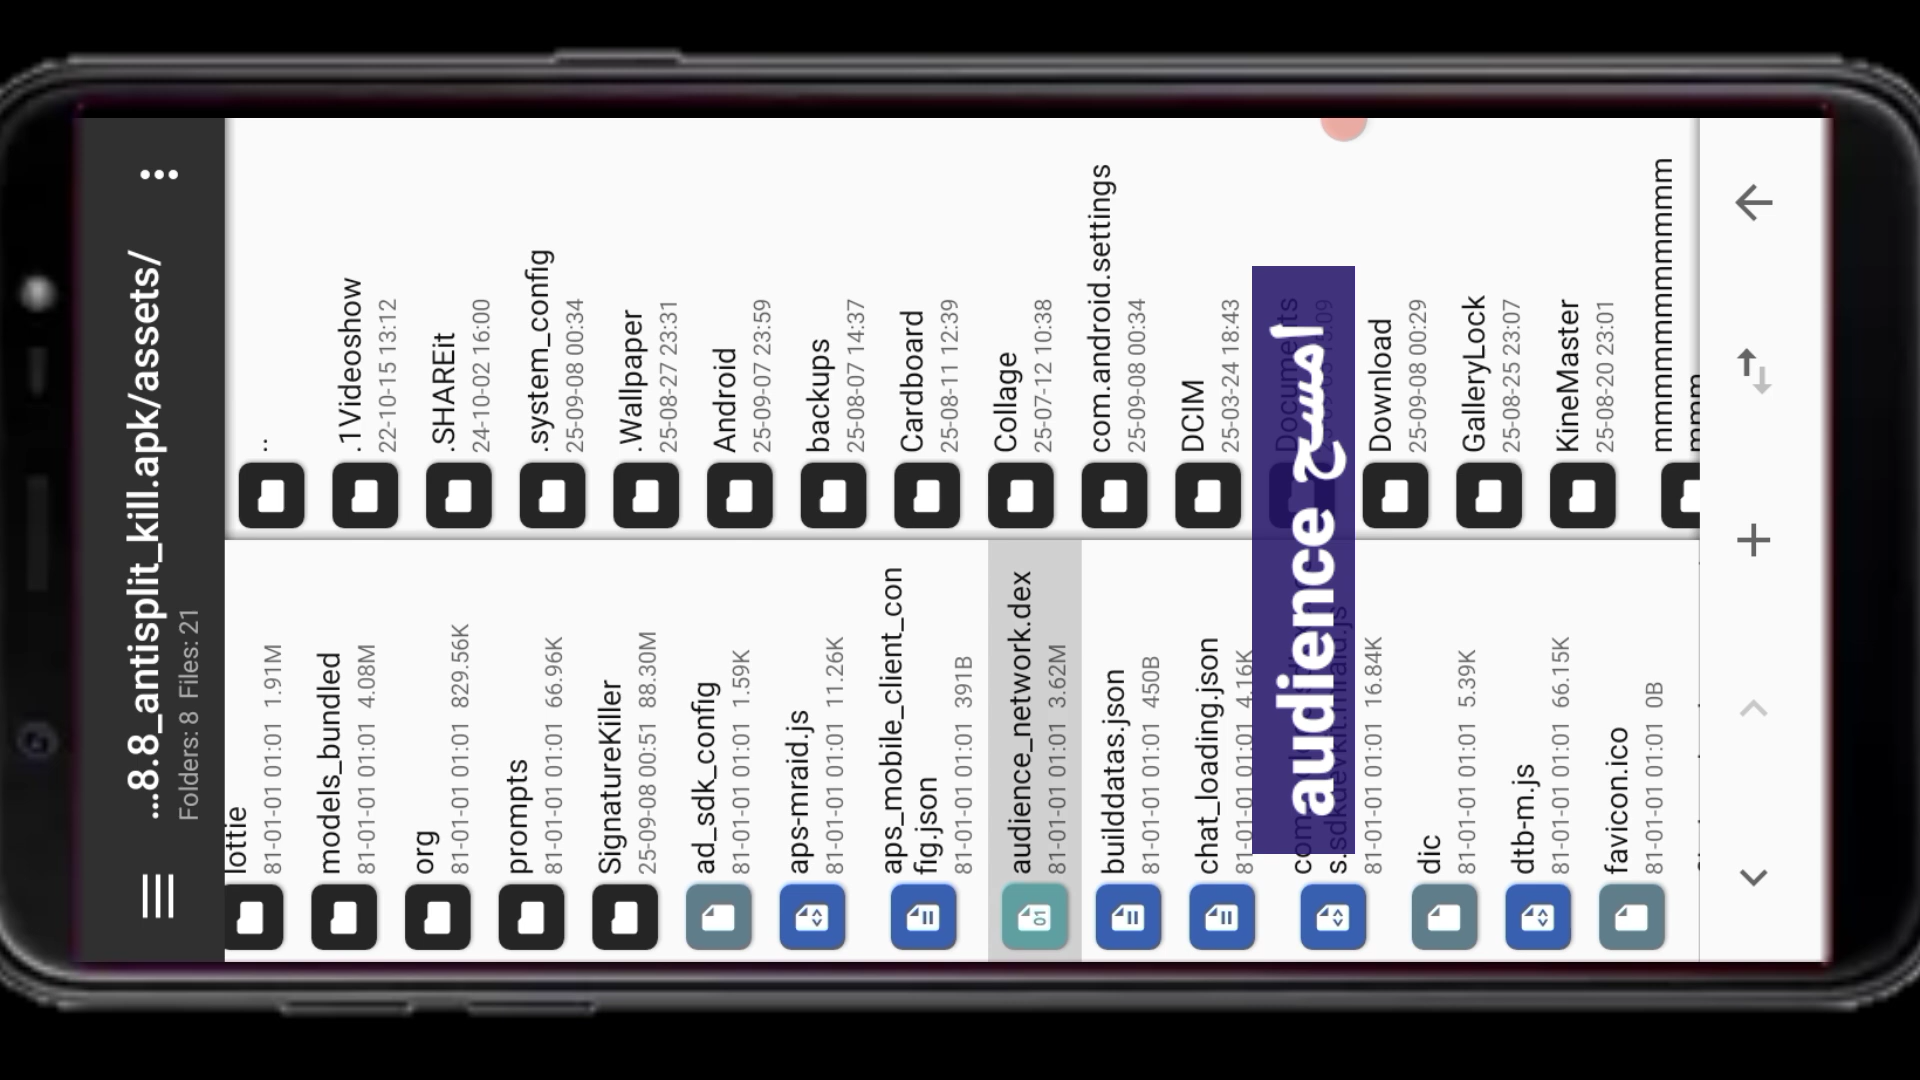 ...8.8_antisplit_kill.apk/assets/
Folders: 8 Files: 21
lottie
81-01-01 01:01 1.91M
models_bundled
81-01-01 01:01 4.08M
org
81-01-01 01:01 829.56K
prompts
81-01-01 01:01 66.96K
SignatureKiller
25-09-08 00:51 88.30M
ad_sdk_config
81-01-01 01:01 1.59K
aps-mraid.js
81-01-01 01:01 11.26K
aps_mobile_client_con
fig.json
81-01-01 01:01 391B
audience_network.dex
81-01-01 01:01 3.62M
builddatas.json
81-01-01 01:01 450B
chat_loading.json
81-01-01 01:01 4.16K
81-01-01 01:01 16.84K
dic
81-01-01 01:01 5.39K
dtb-m.js
81-01-01 01:01 66.15K
favicon.ico
81-01-01 01:01 0B
..
.1Videoshow
22-10-15 13:12
.SHAREit
24-10-02 16:00
.system_config
25-09-08 00:34
.Wallpaper
25-08-27 23:31
Android
25-09-07 23:59
backups
25-08-07 14:37
Cardboard
25-08-11 12:39
Collage
25-07-12 10:38
com.android.settings
25-09-08 00:34
DCIM
25-03-24 18:43
Documents
Download
25-09-08 00:29
GalleryLock
25-08-25 23:07
KineMaster
25-08-20 23:01
امسح audience